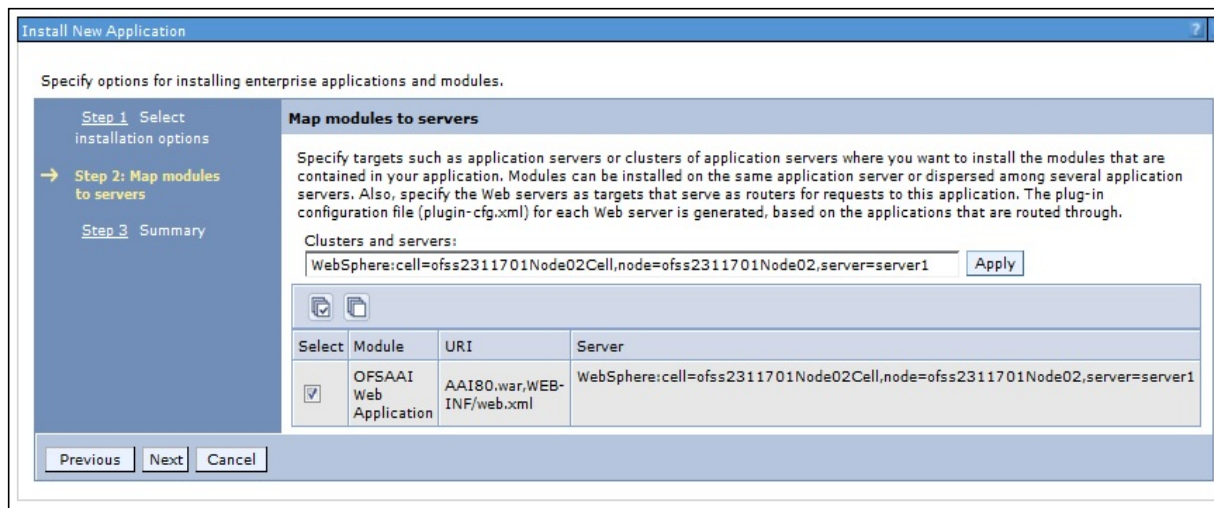 Install New Application
?
Specify options for installing enterprise applications and modules.
Step 1 Select
installation options
Step 2: Map modules
to servers
Step 3 Summary
Map modules to servers
Specify targets such as application servers or clusters of application servers where you want to install the modules that are
contained in your application. Modules can be installed on the same application server or dispersed among several application
servers. Also, specify the Web servers as targets that serve as routers for requests to this application. The plug-in
configuration file (plugin-cfg.xml) for each Web server is generated, based on the applications that are routed through.
Clusters and servers:
WebSphere:cell=ofss2311701Node02Cell,node=ofss2311701Node02,server=server1
Apply
Select Module URI Server
OFSAAI
Web
Application
AAI80.war,WEB-
INF/web.xml
WebSphere:cell=ofss2311701Node02Cell,node=ofss2311701Node02,server=server1
Previous Next Cancel